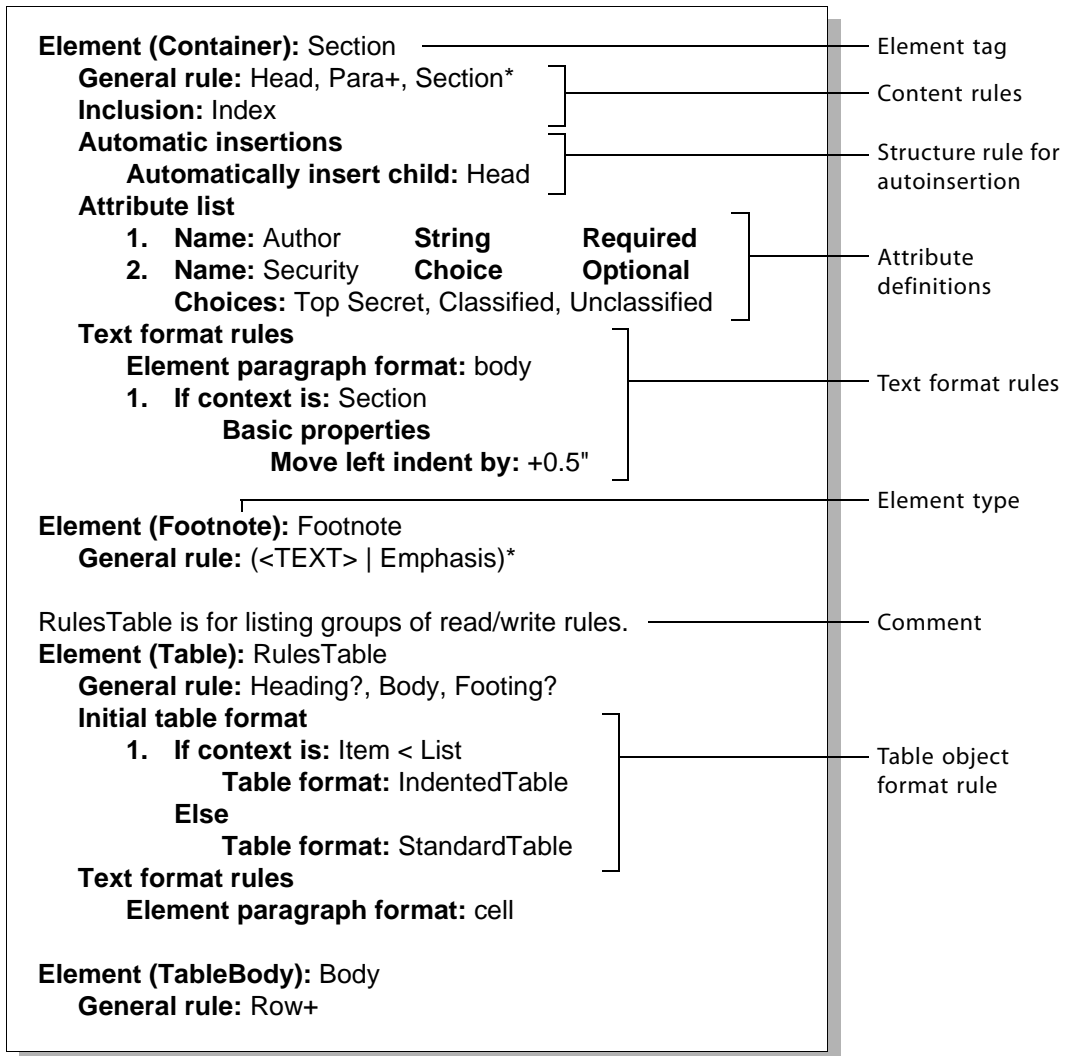 Element (Container): Section
General rule: Head, Para+, Section*
Inclusion: Index
Automatic insertions
Automatically insert child: Head
Attribute list
1. Name: Author String Required
2. Name: Security Choice Optional
Choices: Top Secret, Classified, Unclassified
Text format rules
Element paragraph format: body
1. If context is: Section
Basic properties
Move left indent by: +0.5"
Element (Footnote): Footnote
General rule: (<TEXT> | Emphasis)*
RulesTable is for listing groups of read/write rules.
Element (Table): RulesTable
General rule: Heading?, Body, Footing?
Initial table format
1. If context is: Item < List
Table format: IndentedTable
Else
Table format: StandardTable
Text format rules
Element paragraph format: cell
Element (TableBody): Body
General rule: Row+
Element tag
Content rules
Structure rule for
autoinsertion
Attribute
definitions
Text format rules
Element type
Comment
Table object
format rule